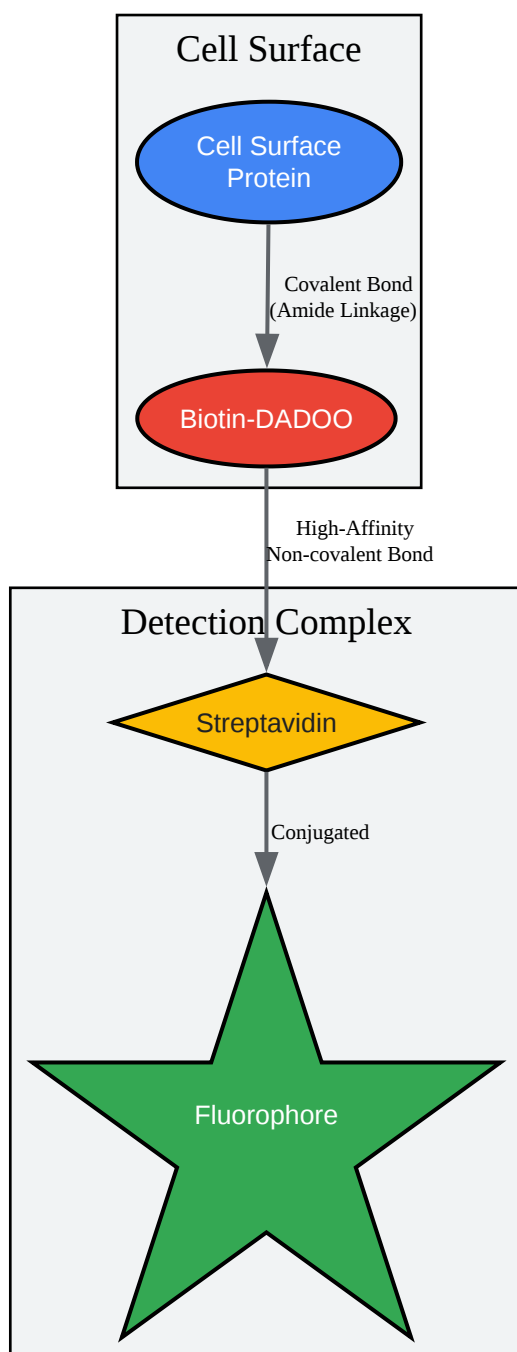 Cell Surface
Cell Surface
Protein
Covalent Bond
(Amide Linkage)
Biotin-DADOO
High-Affinity
Non-covalent Bond
Detection Complex
Streptavidin
Conjugated
Fluorophore